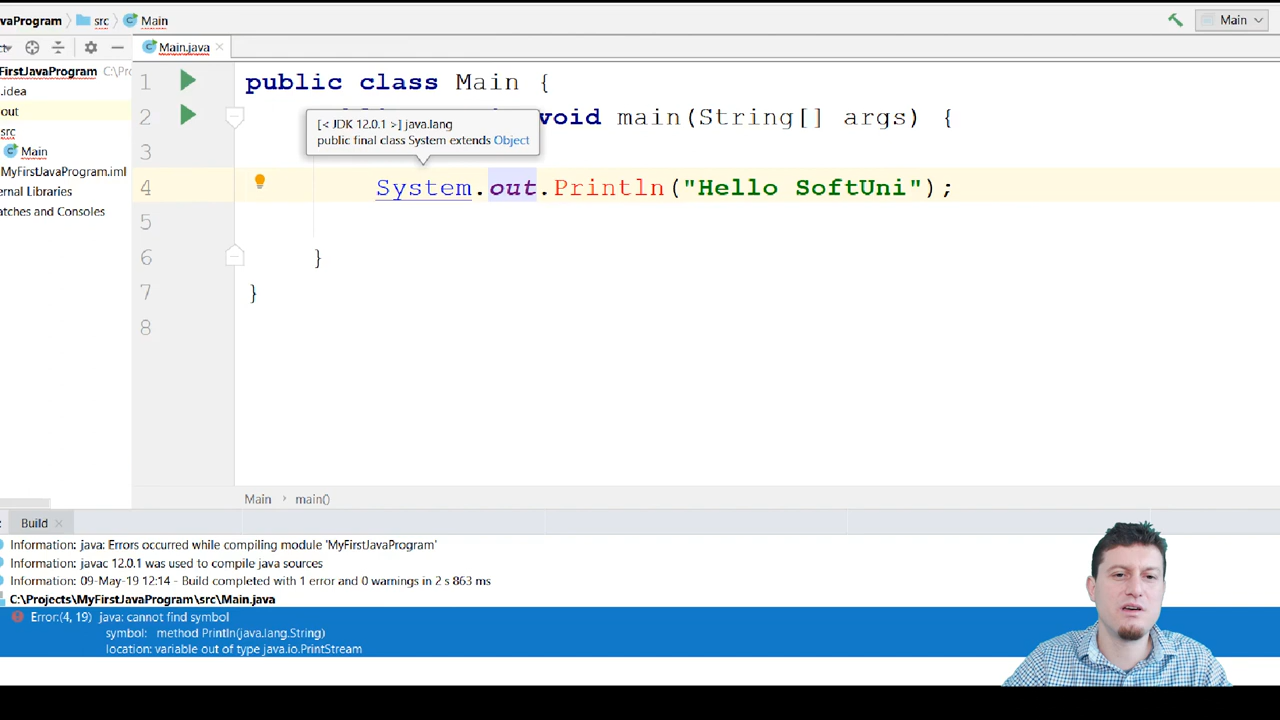 vaProgram src Main
Main
Main.java
FirstJavaProgram C:\Pro
.idea
out
src
Main
MyFirstJavaProgram.iml
ernal Libraries
atches and Consoles
1 public class Main {
2 void main(String[] args) {
[< JDK 12.0.1 >] java.lang
public final class System extends Object
3
4 System.out.Println("Hello SoftUni");
5
6 }
7 }
8
Main › main()
Build
Information: java: Errors occurred while compiling module 'MyFirstJavaProgram'
Information: javac 12.0.1 was used to compile java sources
Information: 09-May-19 12:14 - Build completed with 1 error and 0 warnings in 2 s 863 ms
C:\Projects\MyFirstJavaProgram\src\Main.java
Error:(4, 19) java: cannot find symbol
symbol: method Println(java.lang.String)
location: variable out of type java.io.PrintStream